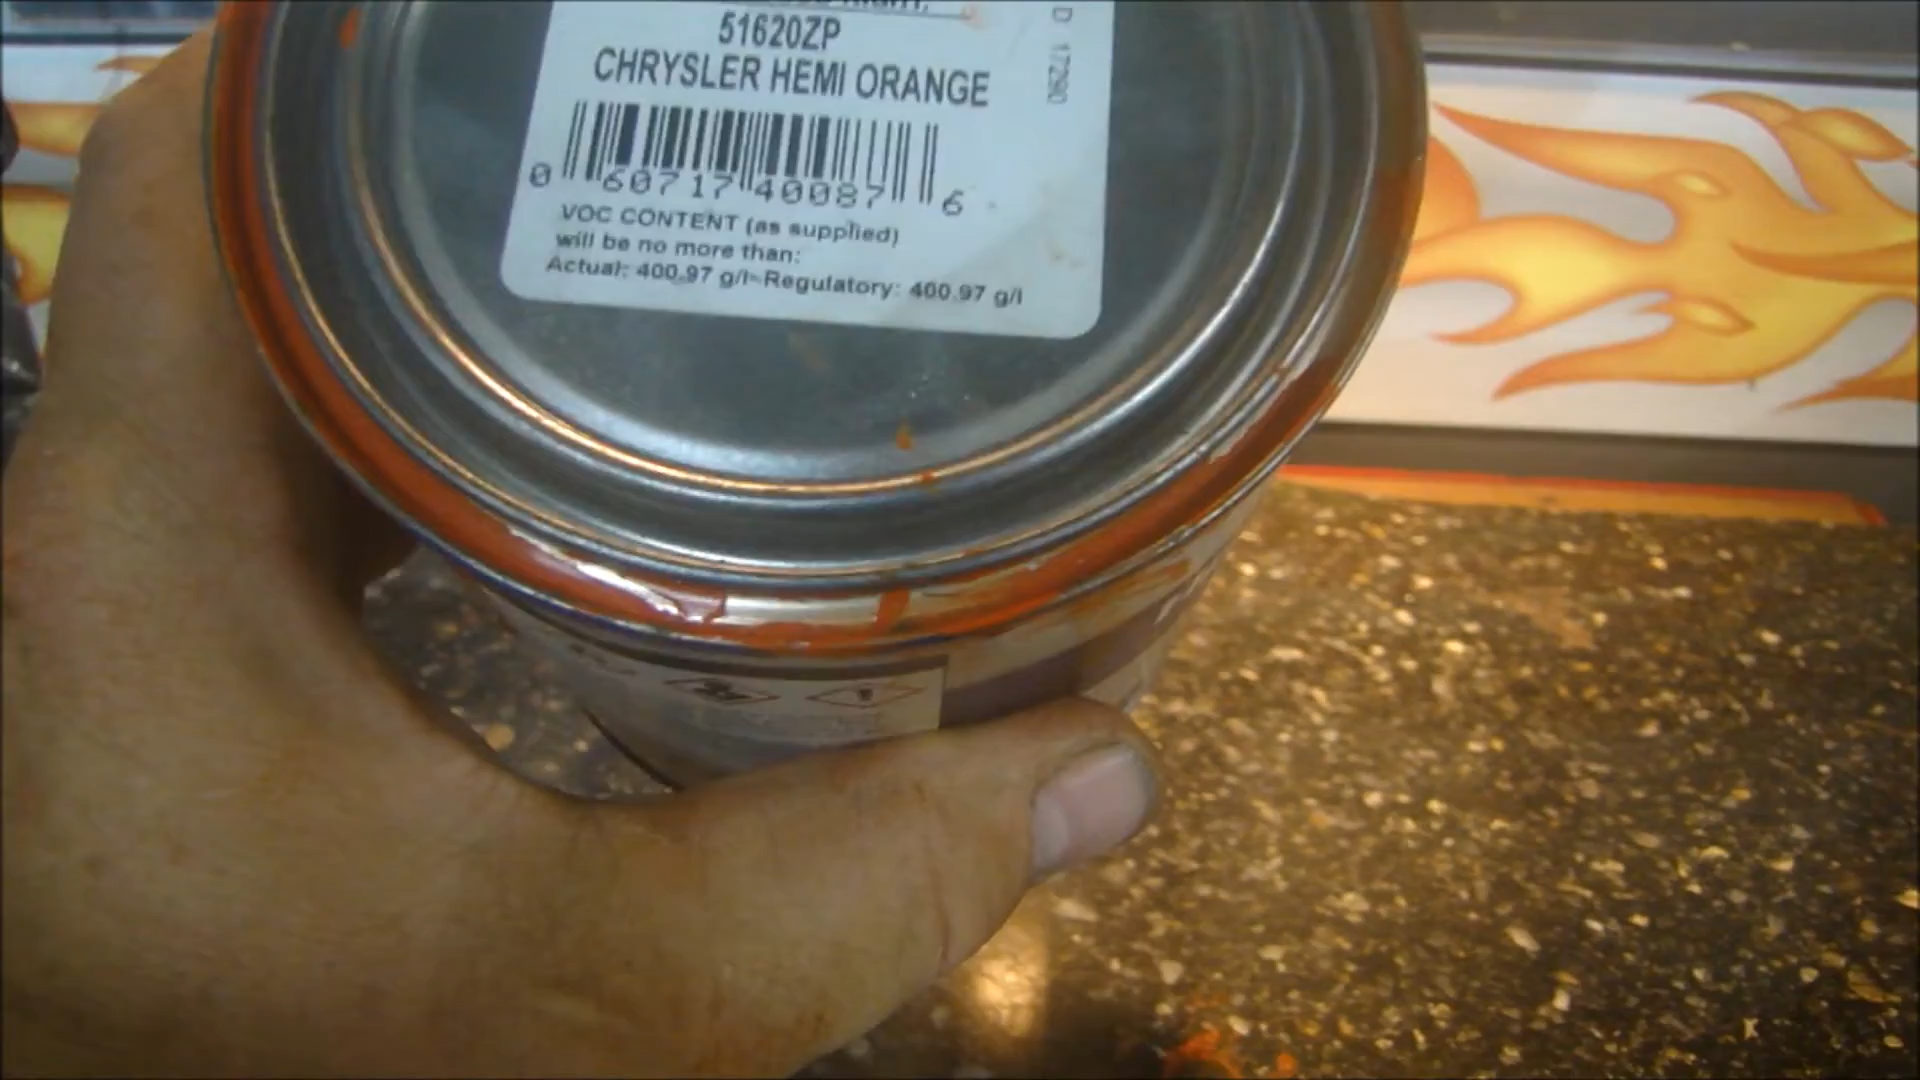 51620ZP
CHRYSLER HEMI ORANGE
D 17290
0 60717 40087 6
VOC CONTENT (as supplied)
will be no more than:
Actual: 400.97 g/l Regulatory: 400.97 g/l